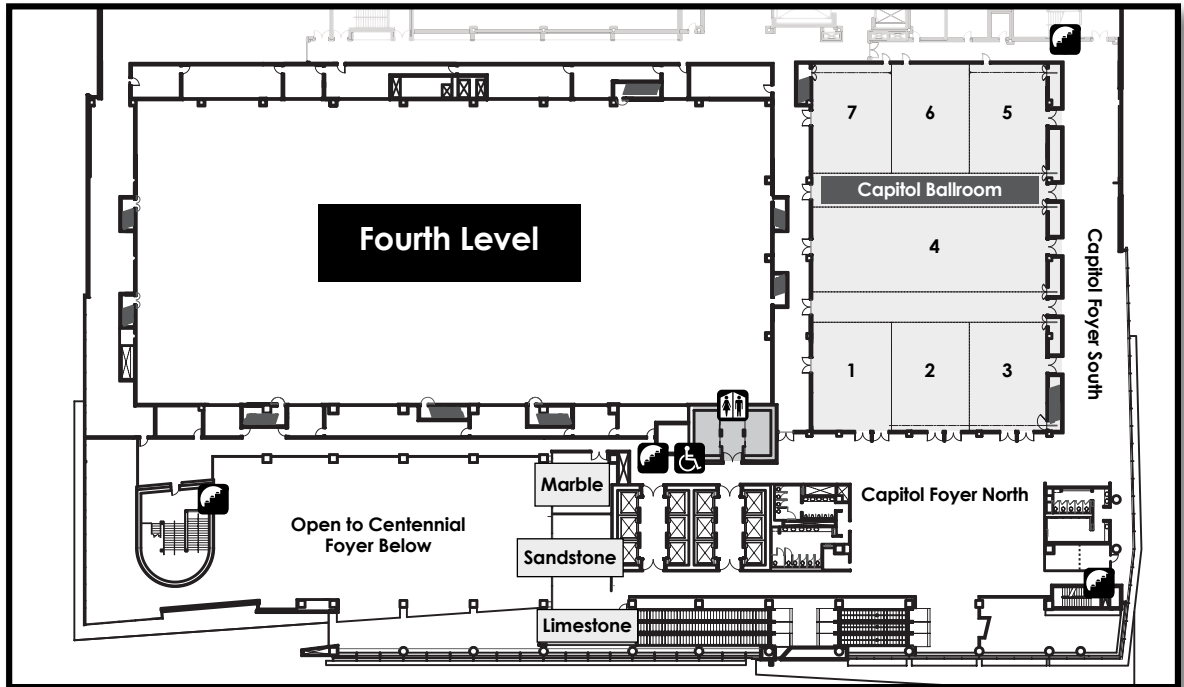 7
6
5
Capitol Ballroom
Fourth Level
4
Capitol Foyer South
1
2
3
Marble
Capitol Foyer North
Open to Centennial
Foyer Below
Sandstone
Limestone